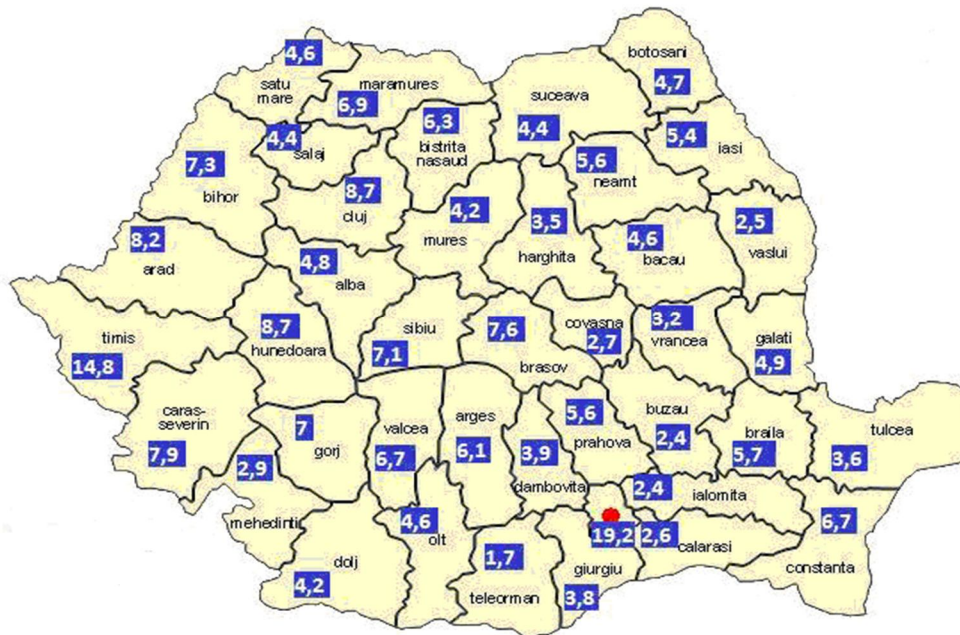 4,6
satu
mare
maramures
6,9
botosani
4,7
suceava
4,4
6,3
bistrita
nasaud
4,4
salaj
5,4
iasi
7,3
bihor
8,7
cluj
5,6
neamt
4,2
mures
3,5
harghita
4,6
bacau
2,5
vaslui
8,2
arad
4,8
alba
timis
14,8
8,7
hunedoara
sibiu
7,1
7,6
brasov
covasna
2,7
3,2
vrancea
galati
4,9
caras-
severin
7,9
7
gorj
valcea
6,7
arges
6,1
3,9
dambovita
5,6
prahova
buzau
2,4
braila
5,7
tulcea
3,6
2,9
mehedinti
2,4
ialomita
4,6
olt
19,2
2,6
calarasi
6,7
constanta
dolj
4,2
1,7
teleorman
giurgiu
3,8